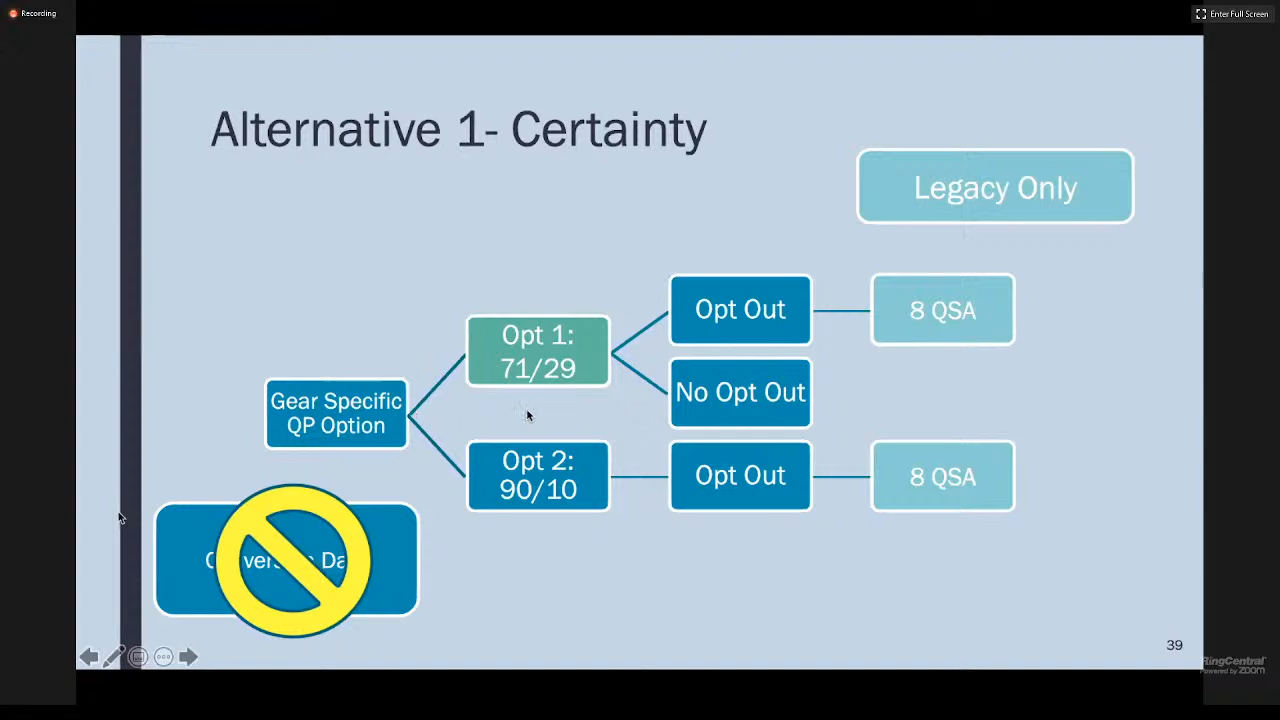 Recording
Enter Full Screen
Alternative 1- Certainty
Legacy Only
Opt Out
8 QSA
Opt 1:
71/29
No Opt Out
Gear Specific
QP Option
Opt 2:
90/10
Opt Out
8 QSA
39
RingCentral
Powered by zoom